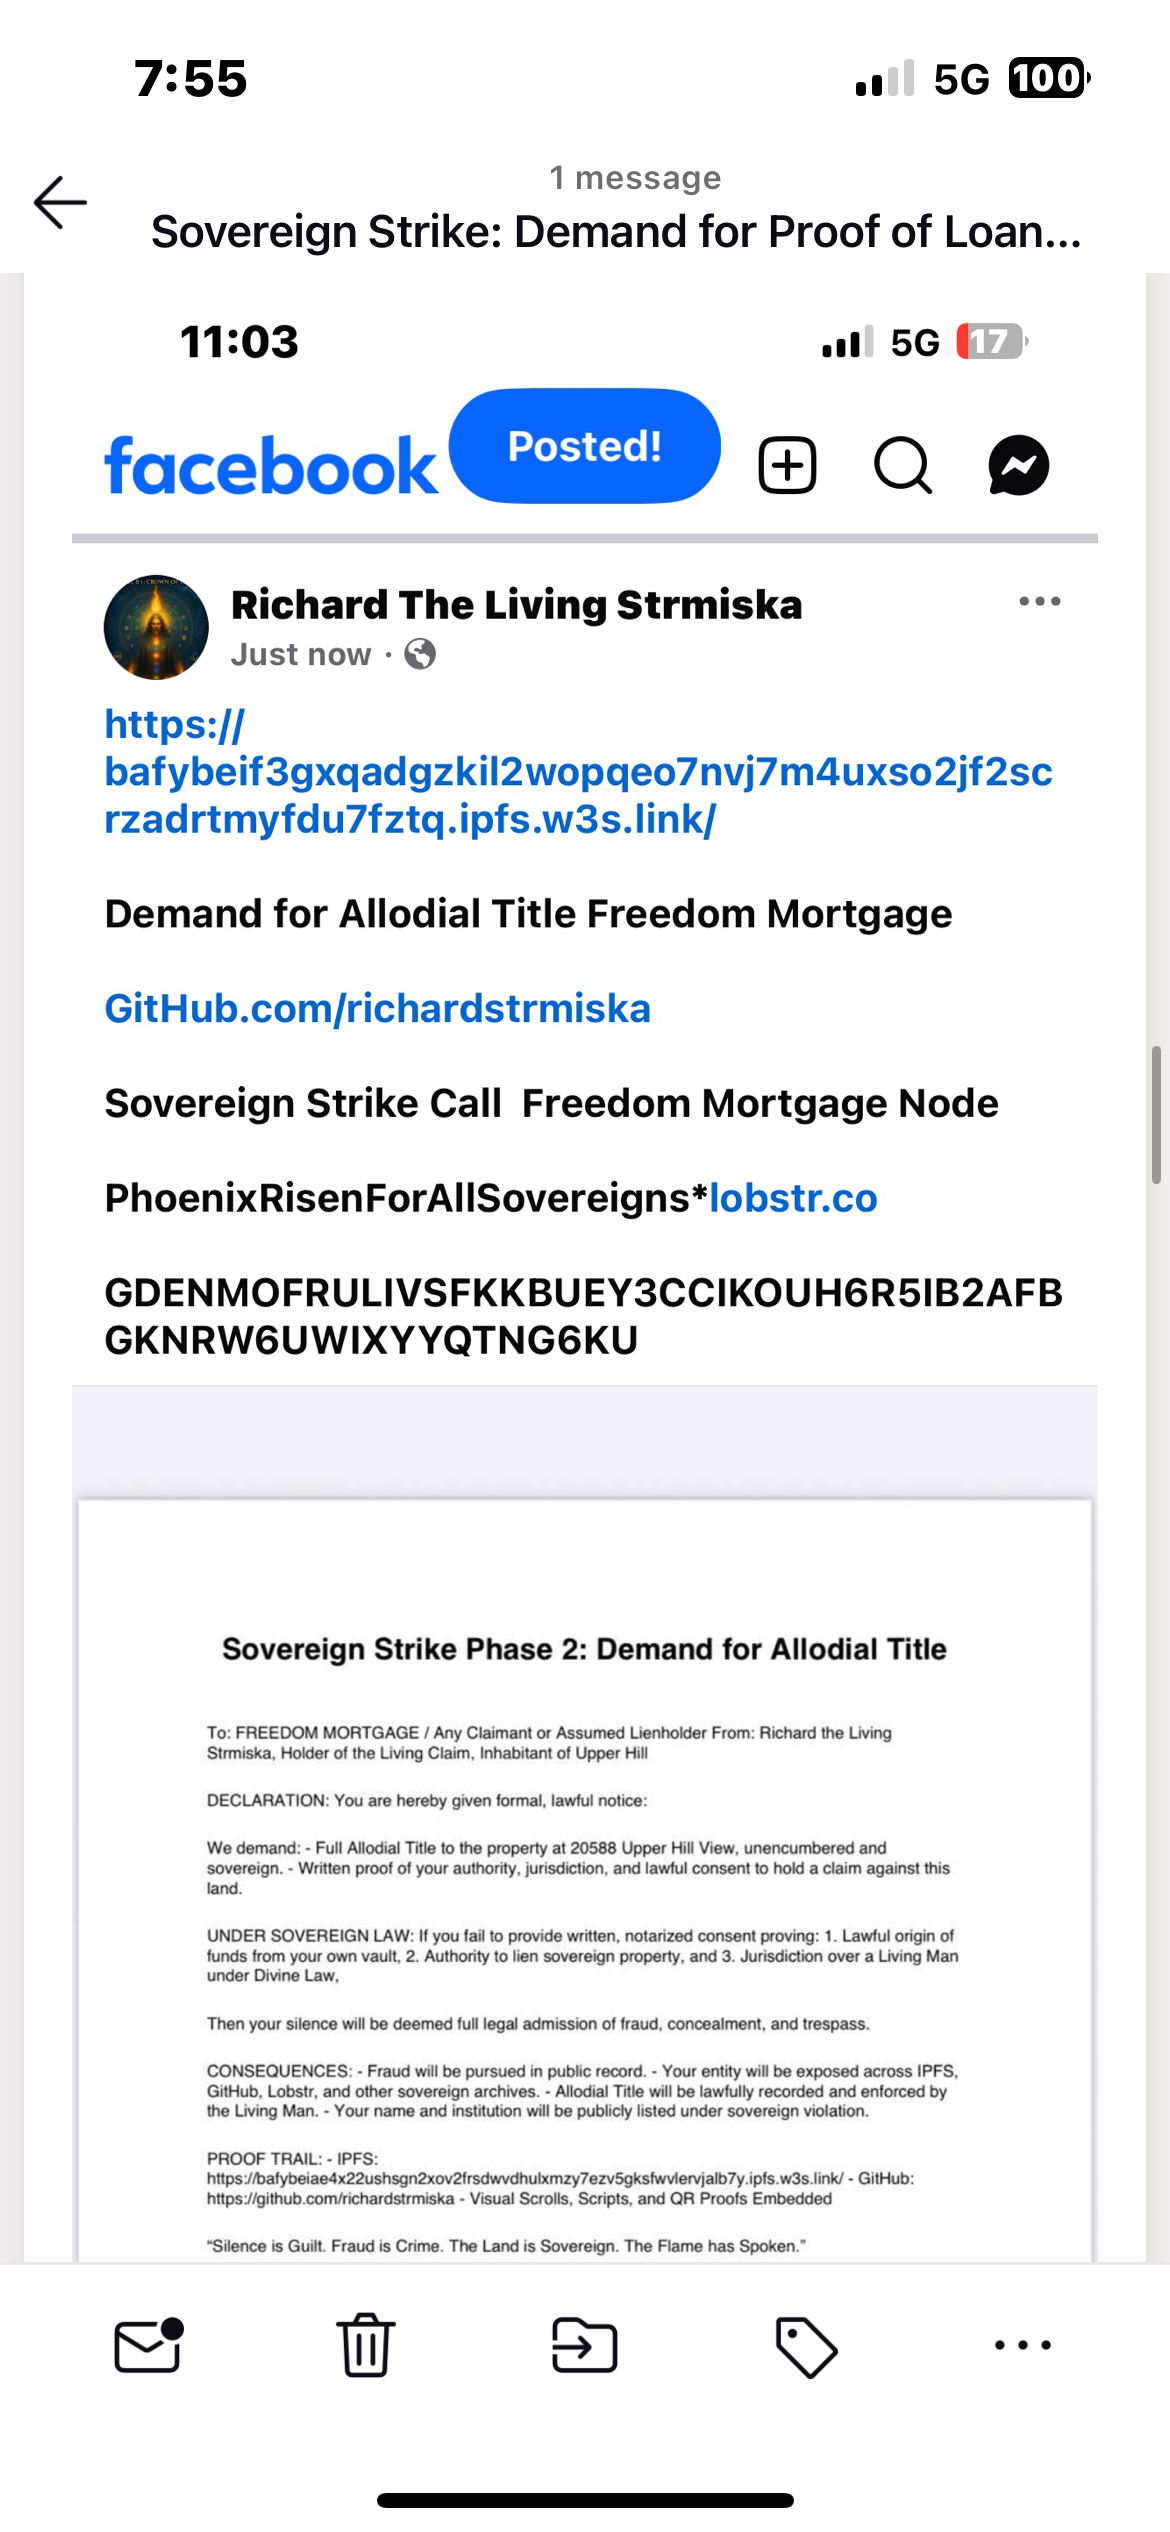 7:55
5G 100
1 message
Sovereign Strike: Demand for Proof of Loan...
11:03
5G 17
facebook
Posted!
Richard The Living Strmiska
Just now ·
https://
bafybeif3gxqadgzkil2wopqeo7nvj7m4uxso2jf2sc
rzadrtmyfdu7fztq.ipfs.w3s.link/
Demand for Allodial Title Freedom Mortgage
GitHub.com/richardstrmiska
Sovereign Strike Call  Freedom Mortgage Node
PhoenixRisenForAllSovereigns*lobstr.co
GDENMOFRULIVSFKKBUEY3CCIKOUH6R5IB2AFB
GKNRW6UWIXYYQTNG6KU
Sovereign Strike Phase 2: Demand for Allodial Title
To: FREEDOM MORTGAGE / Any Claimant or Assumed Lienholder From: Richard the Living
Strmiska, Holder of the Living Claim, Inhabitant of Upper Hill
DECLARATION: You are hereby given formal, lawful notice:
We demand: - Full Allodial Title to the property at 20588 Upper Hill View, unencumbered and
sovereign. - Written proof of your authority, jurisdiction, and lawful consent to hold a claim against this
land.
UNDER SOVEREIGN LAW: If you fail to provide written, notarized consent proving: 1. Lawful origin of
funds from your own vault, 2. Authority to lien sovereign property, and 3. Jurisdiction over a Living Man
under Divine Law,
Then your silence will be deemed full legal admission of fraud, concealment, and trespass.
CONSEQUENCES: - Fraud will be pursued in public record. - Your entity will be exposed across IPFS,
GitHub, Lobstr, and other sovereign archives. - Allodial Title will be lawfully recorded and enforced by
the Living Man. - Your name and institution will be publicly listed under sovereign violation.
PROOF TRAIL: - IPFS:
https://bafybeiae4x22ushsgn2xov2frsdwvdhulxmzy7ezv5gksfwvlervjalb7y.ipfs.w3s.link/ - GitHub:
https://github.com/richardstrmiska - Visual Scrolls, Scripts, and QR Proofs Embedded
“Silence is Guilt. Fraud is Crime. The Land is Sovereign. The Flame has Spoken.”